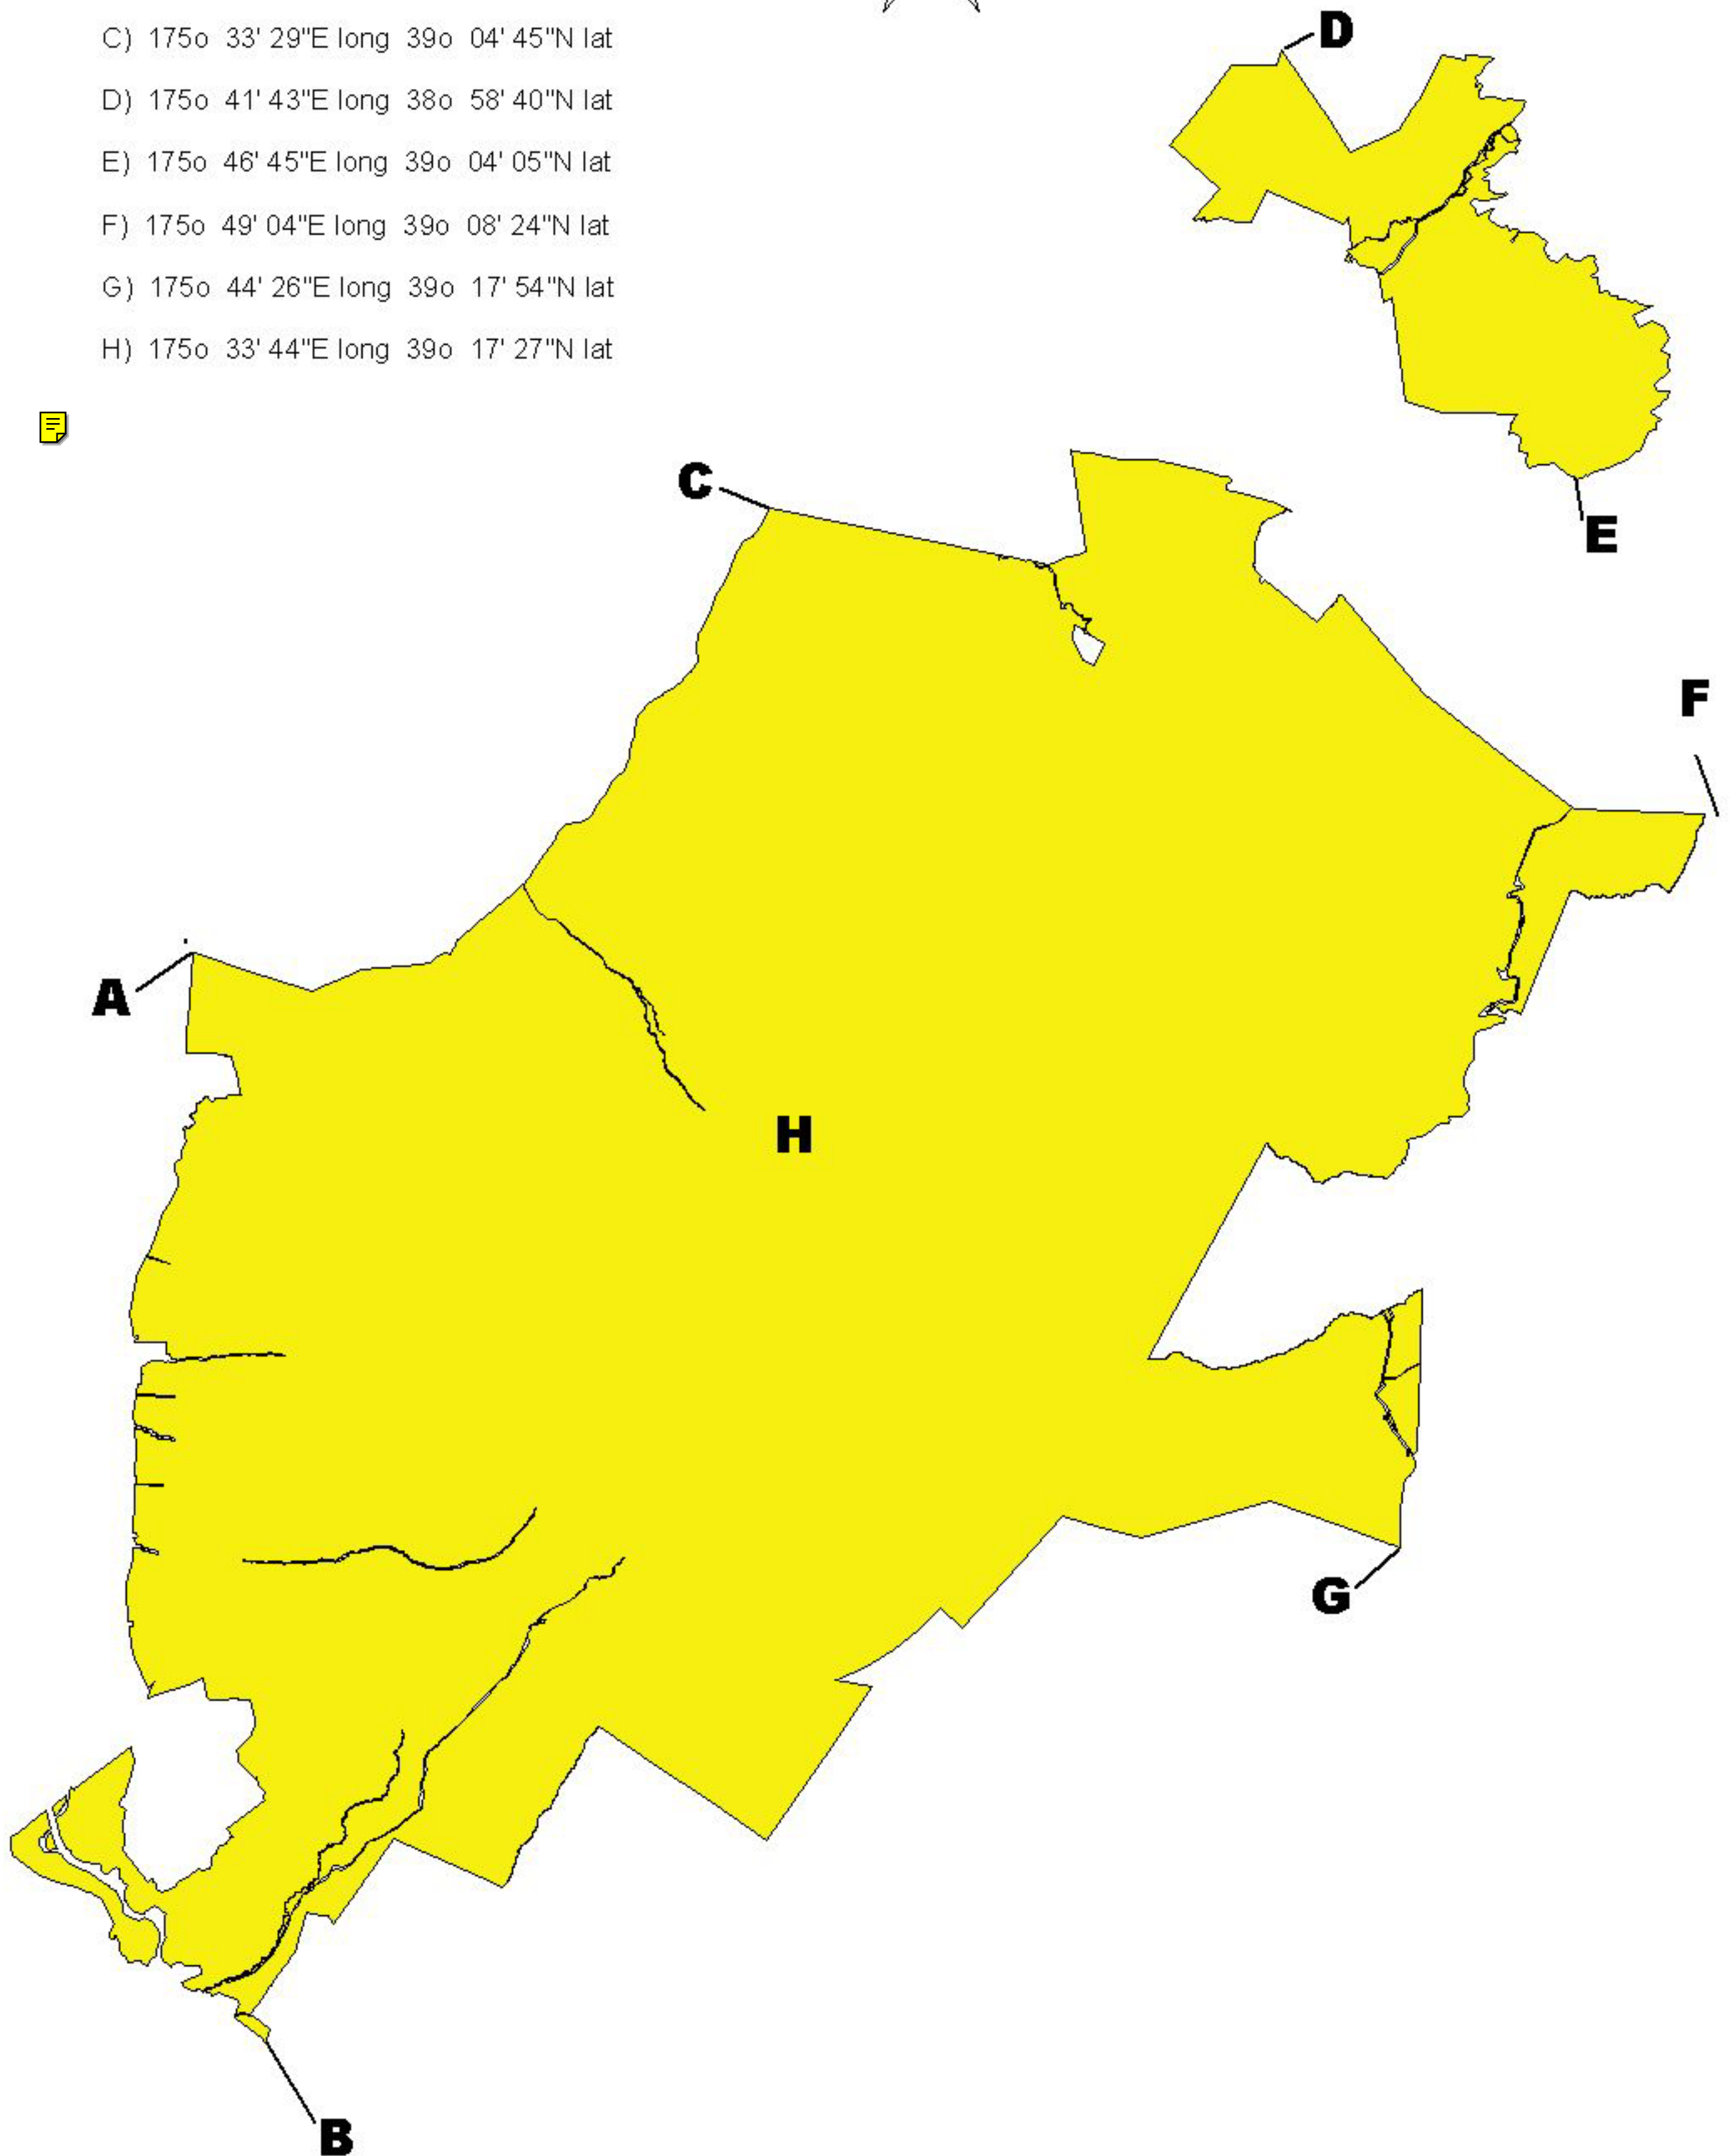 C) 175o 33' 29"E long 39o 04' 45"N lat
D) 175o 41' 43"E long 38o 58' 40"N lat
E) 175o 46' 45"E long 39o 04' 05"N lat
F) 175o 49' 04"E long 39o 08' 24"N lat
G) 175o 44' 26"E long 39o 17' 54"N lat
H) 175o 33' 44"E long 39o 17' 27"N lat
D
C
E
F
A
H
G
B